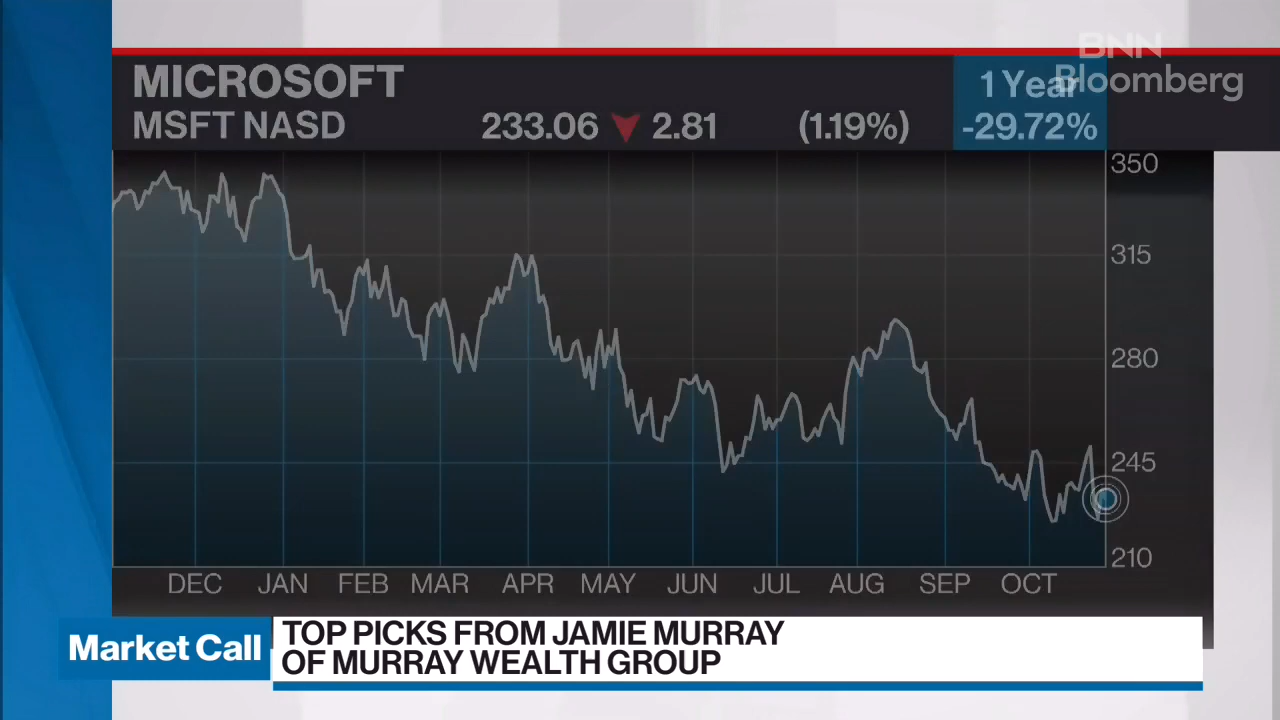 BNN
Bloomberg
MICROSOFT
MSFT NASD 233.06 2.81 (1.19%)
1 Year
-29.72%
350
315
280
245
210
DEC JAN FEB MAR APR MAY JUN JUL AUG SEP OCT
Market Call
TOP PICKS FROM JAMIE MURRAY
OF MURRAY WEALTH GROUP